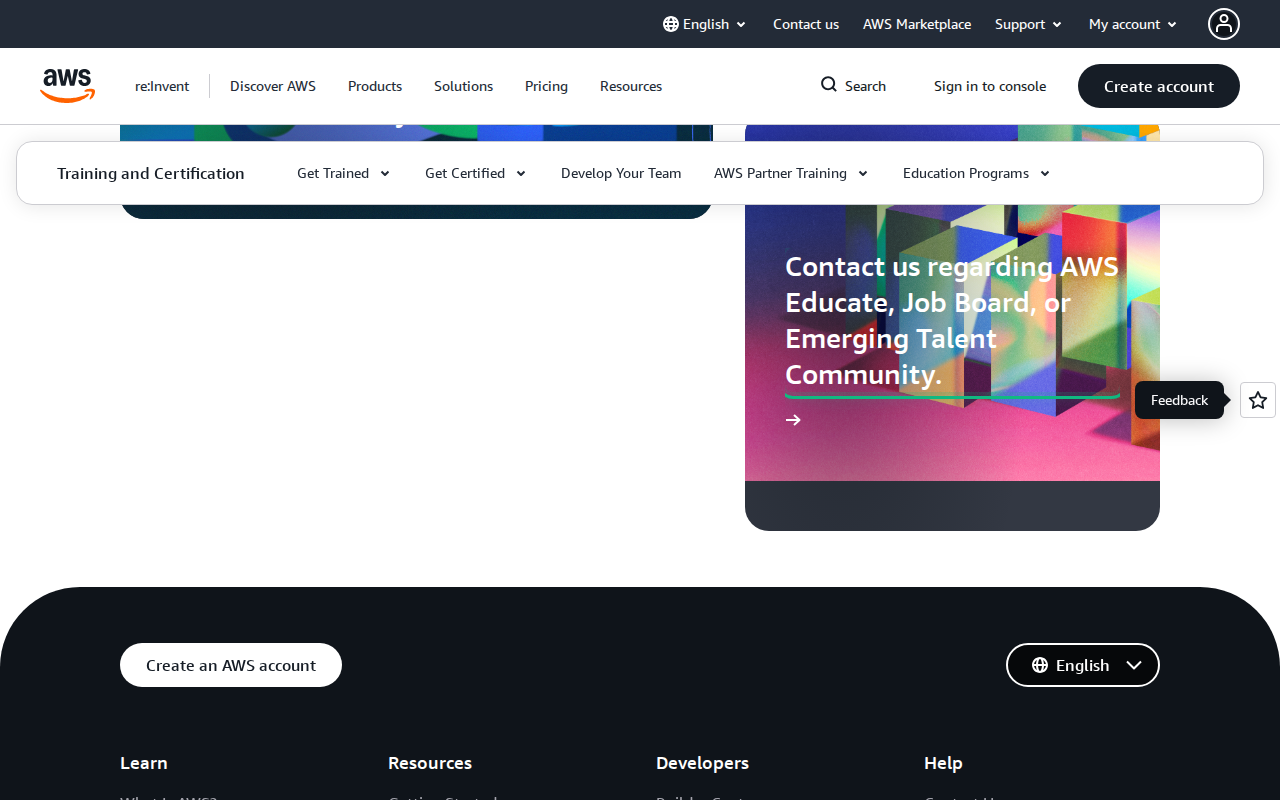 English
Contact us
AWS Marketplace
Support
My account
aws
re:Invent
Discover AWS
Products
Solutions
Pricing
Resources
Search
Sign in to console
Create account
Training and Certification
Get Trained
Get Certified
Develop Your Team
AWS Partner Training
Education Programs
Contact us regarding AWS
Educate, Job Board, or
Emerging Talent
Community.
Feedback
Create an AWS account
English
Learn
Resources
Developers
Help